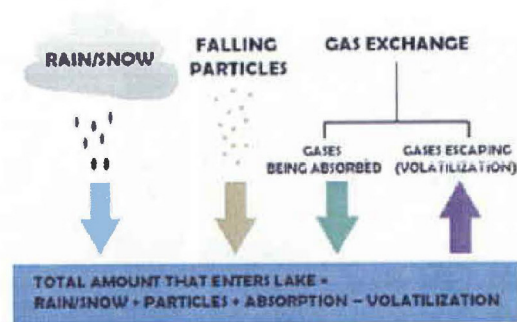 RAIN/SNOW
FALLING
PARTICLES
GAS EXCHANGE
GASES
BEING ABSORBED
GASES ESCAPING
(VOLATILIZATION)
TOTAL AMOUNT THAT ENTERS LAKE =
RAIN/SNOW + PARTICLES + ABSORPTION – VOLATILIZATION